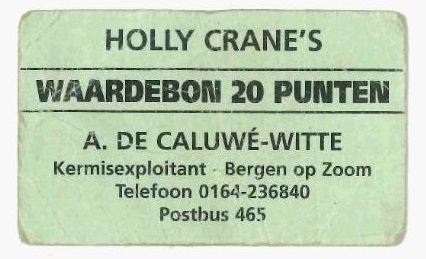 HOLLY CRANE'S
WAARDEBON 20 PUNTEN
A. DE CALUWÉ-WITTE
Kermisexploitant - Bergen op Zoom
Telefoon 0164-236840
Postbus 465